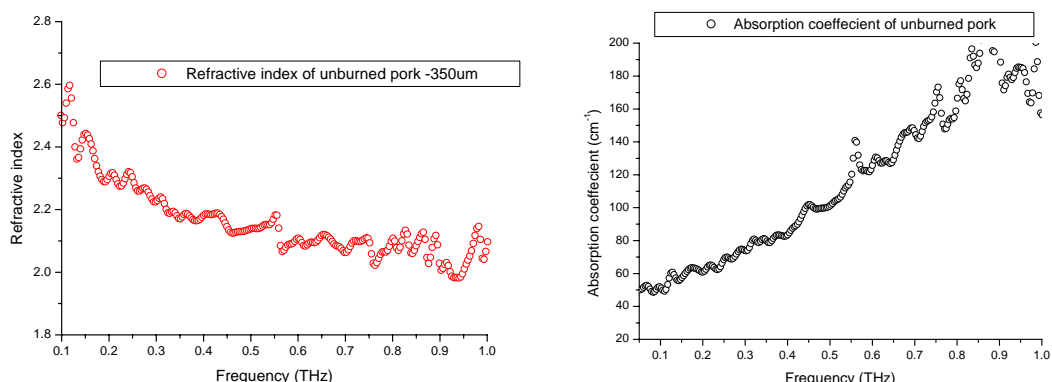 2.8
Refractive index of unburned pork -350um
2.6
2.4
2.2
2.0
1.8
Refractive index
0.1 0.2 0.3 0.4 0.5 0.6 0.7 0.8 0.9 1.0
Frequency (THz)
Absorption coeffecient of unburned pork
200
180
160
140
120
100
80
60
40
20
Absorption coeffecient (cm⁻¹)
0.1 0.2 0.3 0.4 0.5 0.6 0.7 0.8 0.9 1.0
Frequency (THz)